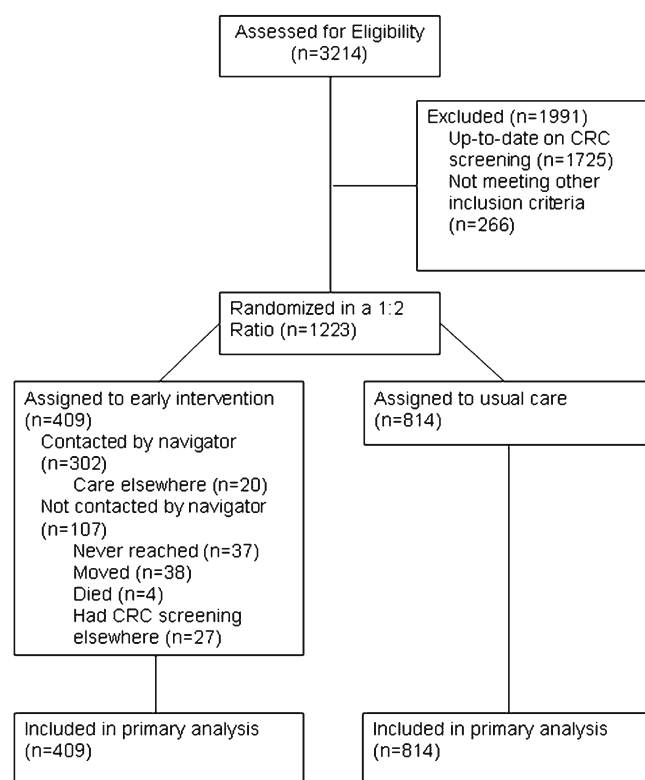 Assessed for Eligibility
(n=3214)
Excluded (n=1991)
Up-to-date on CRC
screening (n=1725)
Not meeting other
inclusion criteria
(n=266)
Randomized in a 1:2
Ratio (n=1223)
Assigned to early intervention
(n=409)
Contacted by navigator
(n=302)
Care elsewhere (n=20)
Not contacted by navigator
(n=107)
Never reached (n=37)
Moved (n=38)
Died (n=4)
Had CRC screening
elsewhere (n=27)
Assigned to usual care
(n=814)
Included in primary analysis
(n=409)
Included in primary analysis
(n=814)